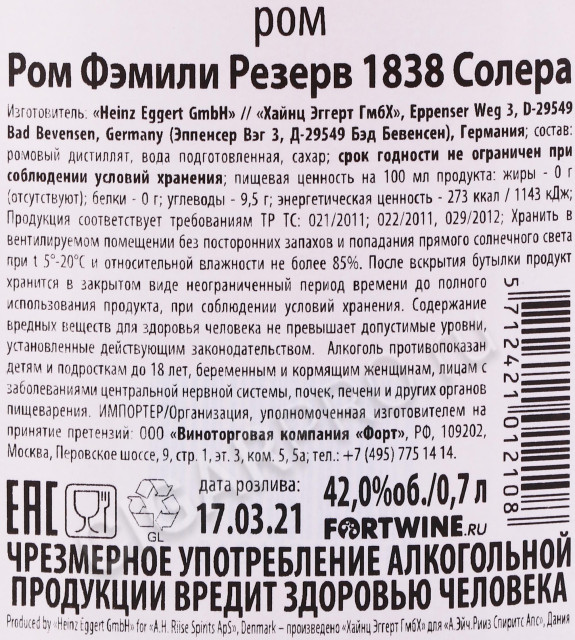 ром
Ром Фэмили Резерв 1838 Солера
Изготовитель: «Heinz Eggert GmbH» // «Хайнц Эггерт ГмбХ», Eppenser Weg 3, D-29549
Bad Bevensen, Germany (Эппенсер Вэг 3, Д-29549 Бэд Бевенсен), Германия; состав:
ромовый дистиллят, вода подготовленная, сахар; срок годности не ограничен при
соблюдении условий хранения; пищевая ценность на 100 мл продукта: жиры - 0 г
(отсутствуют); белки - 0 г; углеводы - 9,5 г; энергетическая ценность - 273 ккал / 1143 кДж;
Продукция соответствует требованиям ТР ТС: 021/2011; 022/2011, 029/2012; Хранить в
вентилируемом помещении без посторонних запахов и попадания прямого солнечного света
при t 5°-20°С и относительной влажности не более 85%. После вскрытия бутылки продукт
хранится в закрытом виде неограниченный период времени до полного
использования продукта, при соблюдении условий хранения. Содержание
вредных веществ для здоровья человека не превышает допустимые уровни,
установленные действующим законодательством. Алкоголь противопоказан
детям и подросткам до 18 лет, беременным и кормящим женщинам, лицам с
заболеваниями центральной нервной системы, почек, печени и других органов
пищеварения. ИМПОРТЕР/Организация, уполномоченная изготовителем на
принятие претензий: ООО «Виноторговая компания «Форт», РФ, 109202,
Москва, Перовское шоссе, 9, стр. 1, эт. 3, ком. 5, 5а; тел.: +7 (495) 775 14 14.
5712421012108
ЕАС
GL
дата розлива:
17.03.21
42,0%об./0,7 л
FORTWINE.RU
ЧРЕЗМЕРНОЕ УПОТРЕБЛЕНИЕ АЛКОГОЛЬНОЙ
ПРОДУКЦИИ ВРЕДИТ ЗДОРОВЬЮ ЧЕЛОВЕКА
Produced by «Heinz Eggert GmbH» for «A.H. Riise Spirits ApS», Denmark – произведено «Хайнц Эггерт ГмбХ» для «А.Эйч.Рииз Спиритс Апс», Дания